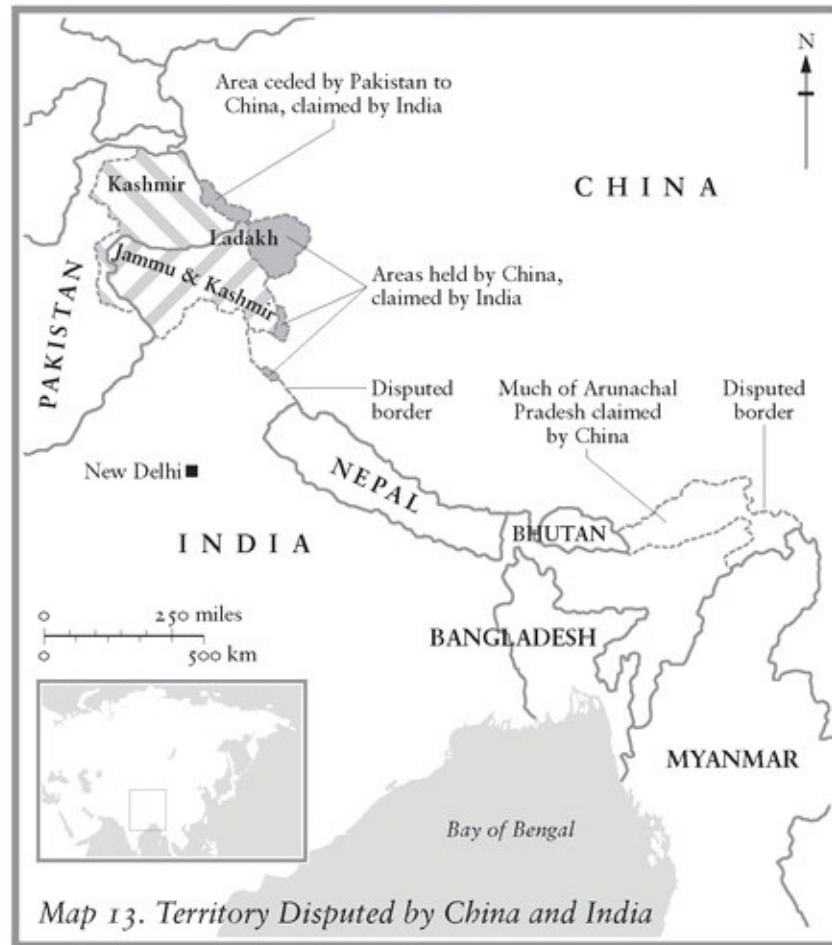 N
Area ceded by Pakistan to
China, claimed by India
CHINA
Kashmir
Ladakh
Jammu & Kashmir
Areas held by China,
claimed by India
PAKISTAN
Disputed
border
Much of Arunachal
Pradesh claimed
by China
Disputed
border
New Delhi
NEPAL
BHUTAN
INDIA
0 250 miles
0 500 km
BANGLADESH
MYANMAR
Bay of Bengal
Map 13. Territory Disputed by China and India